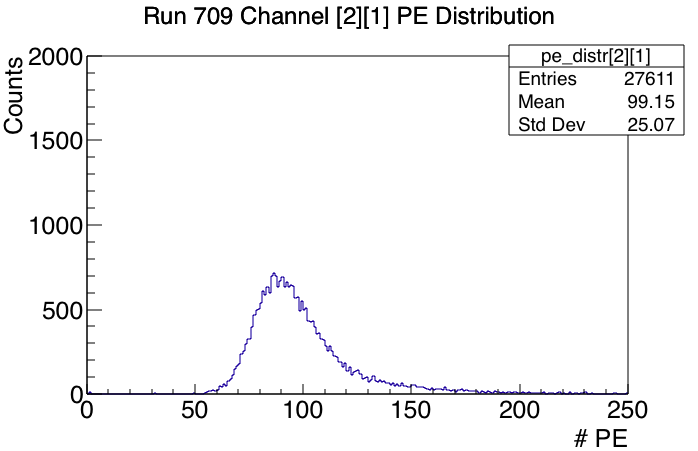 Run 709 Channel [2][1] PE Distribution
pe_distr[2][1]
Entries 27611
Mean 99.15
Std Dev 25.07
Counts
2000
1500
1000
500
0
0 50 100 150 200 250
# PE